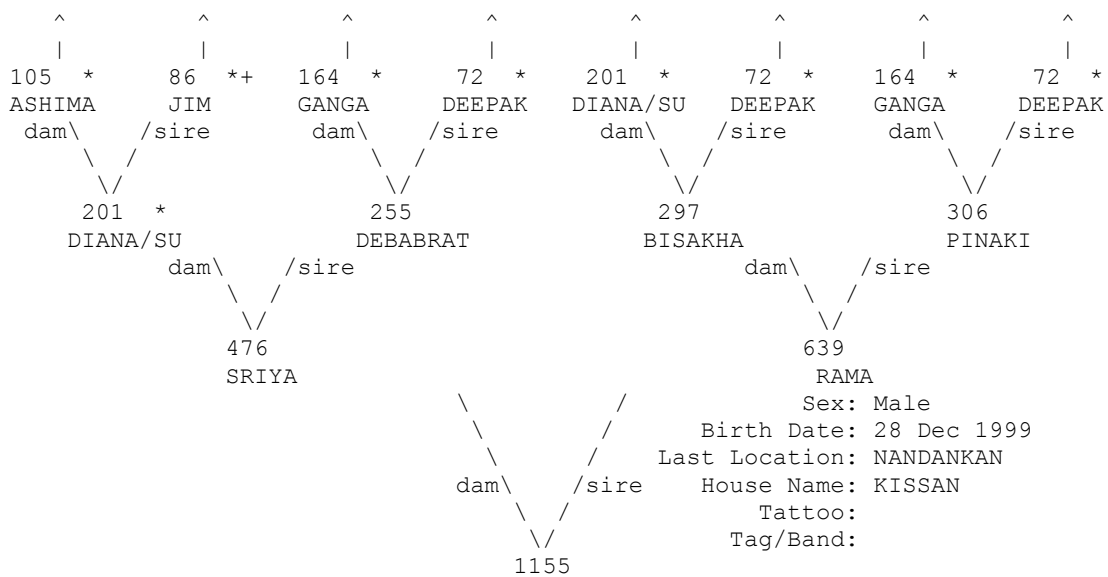 ^ ^ ^ ^ ^ ^ ^ ^
| | | | | | | |
105 * 86 *+ 164 * 72 * 201 * 72 * 164 * 72 *
ASHIMA JIM GANGA DEEPAK DIANA/SU DEEPAK GANGA DEEPAK
dam\ /sire dam\ /sire dam\ /sire dam\ /sire
\ / \ / \ / \ /
\/ \/ \/ \/
201 * 255 297 306
DIANA/SU DEBABRAT BISAKHA PINAKI
dam\ /sire dam\ /sire
\ / \ /
\/ \/
476 639
SRIYA RAMA
\ / Sex: Male
\ / Birth Date: 28 Dec 1999
\ / Last Location: NANDANKAN
dam\ /sire House Name: KISSAN
\ / Tattoo:
\/ Tag/Band:
1155